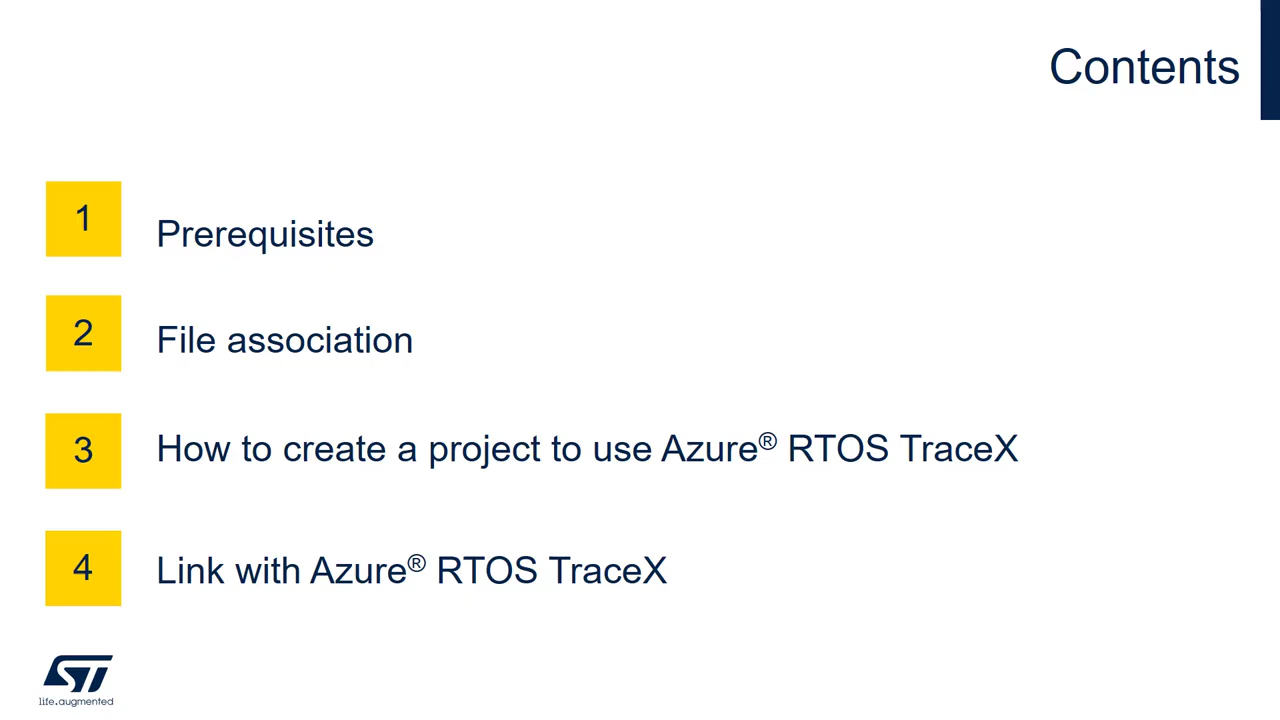 Contents
1
Prerequisites
2
File association
3
How to create a project to use Azure® RTOS TraceX
4
Link with Azure® RTOS TraceX
ST
life.augmented